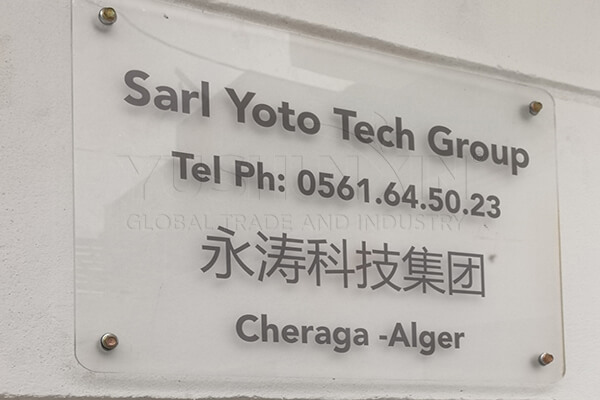 Sarl Yoto Tech Group
Tel Ph: 0561.64.50.23
GLOBAL TRADE AND INDUSTRY
永涛科技集团
Cheraga -Alger